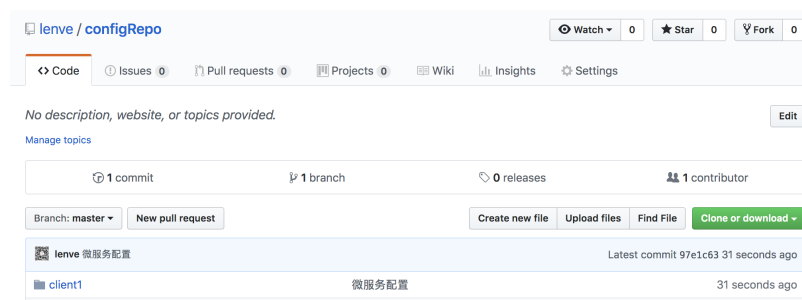 lenve / configRepo
Watch 0 Star 0 Fork 0
Code Issues 0 Pull requests 0 Projects 0 Wiki Insights Settings
No description, website, or topics provided. Edit
Manage topics
1 commit 1 branch 0 releases 1 contributor
Branch: master New pull request Create new file Upload files Find File Clone or download
lenve 微服务配置 Latest commit 97e1c63 31 seconds ago
client1 微服务配置 31 seconds ago